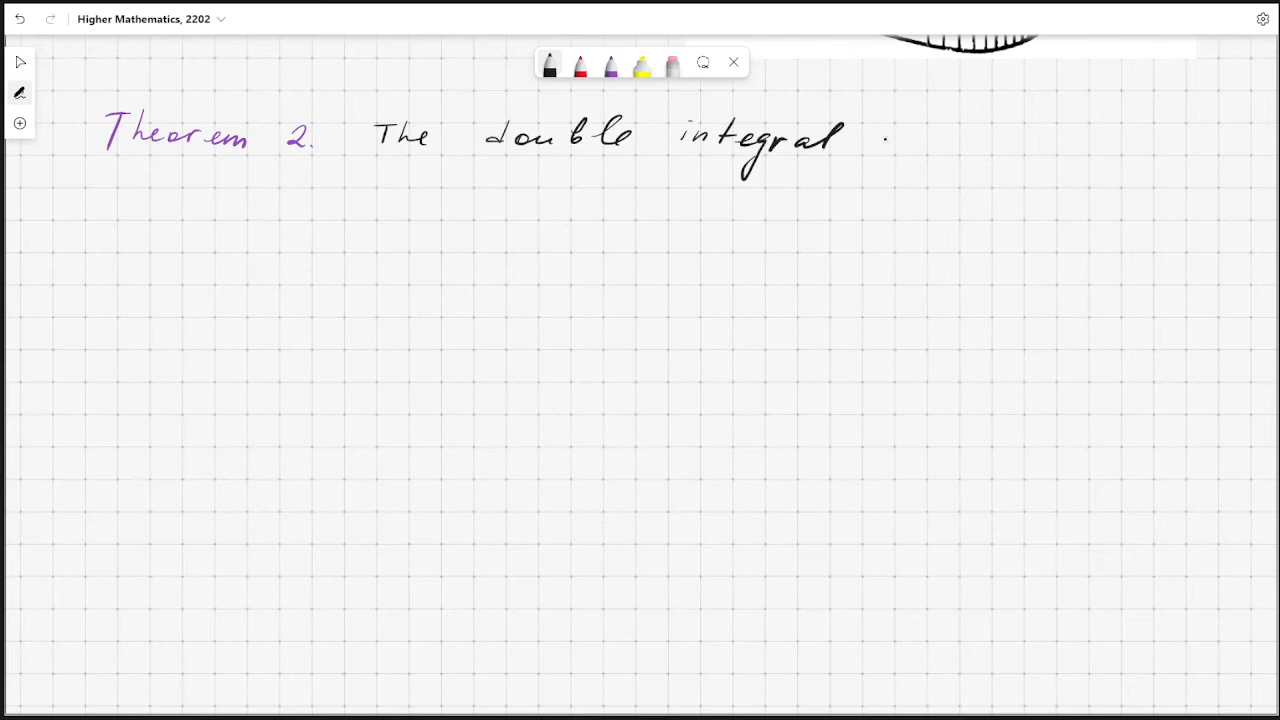 Higher Mathematics, 2202
Theorem 2. The double integral